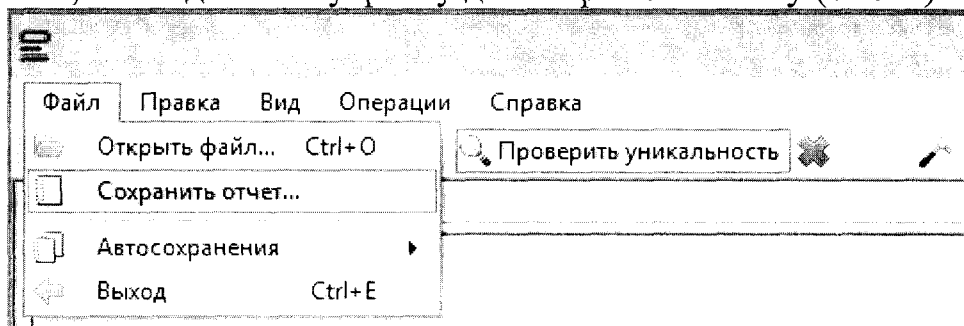 Файл Правка Вид Операции Справка
Открыть файл... Ctrl+O Проверить уникальность
Сохранить отчет...
Автосохранения
Выход Ctrl+E